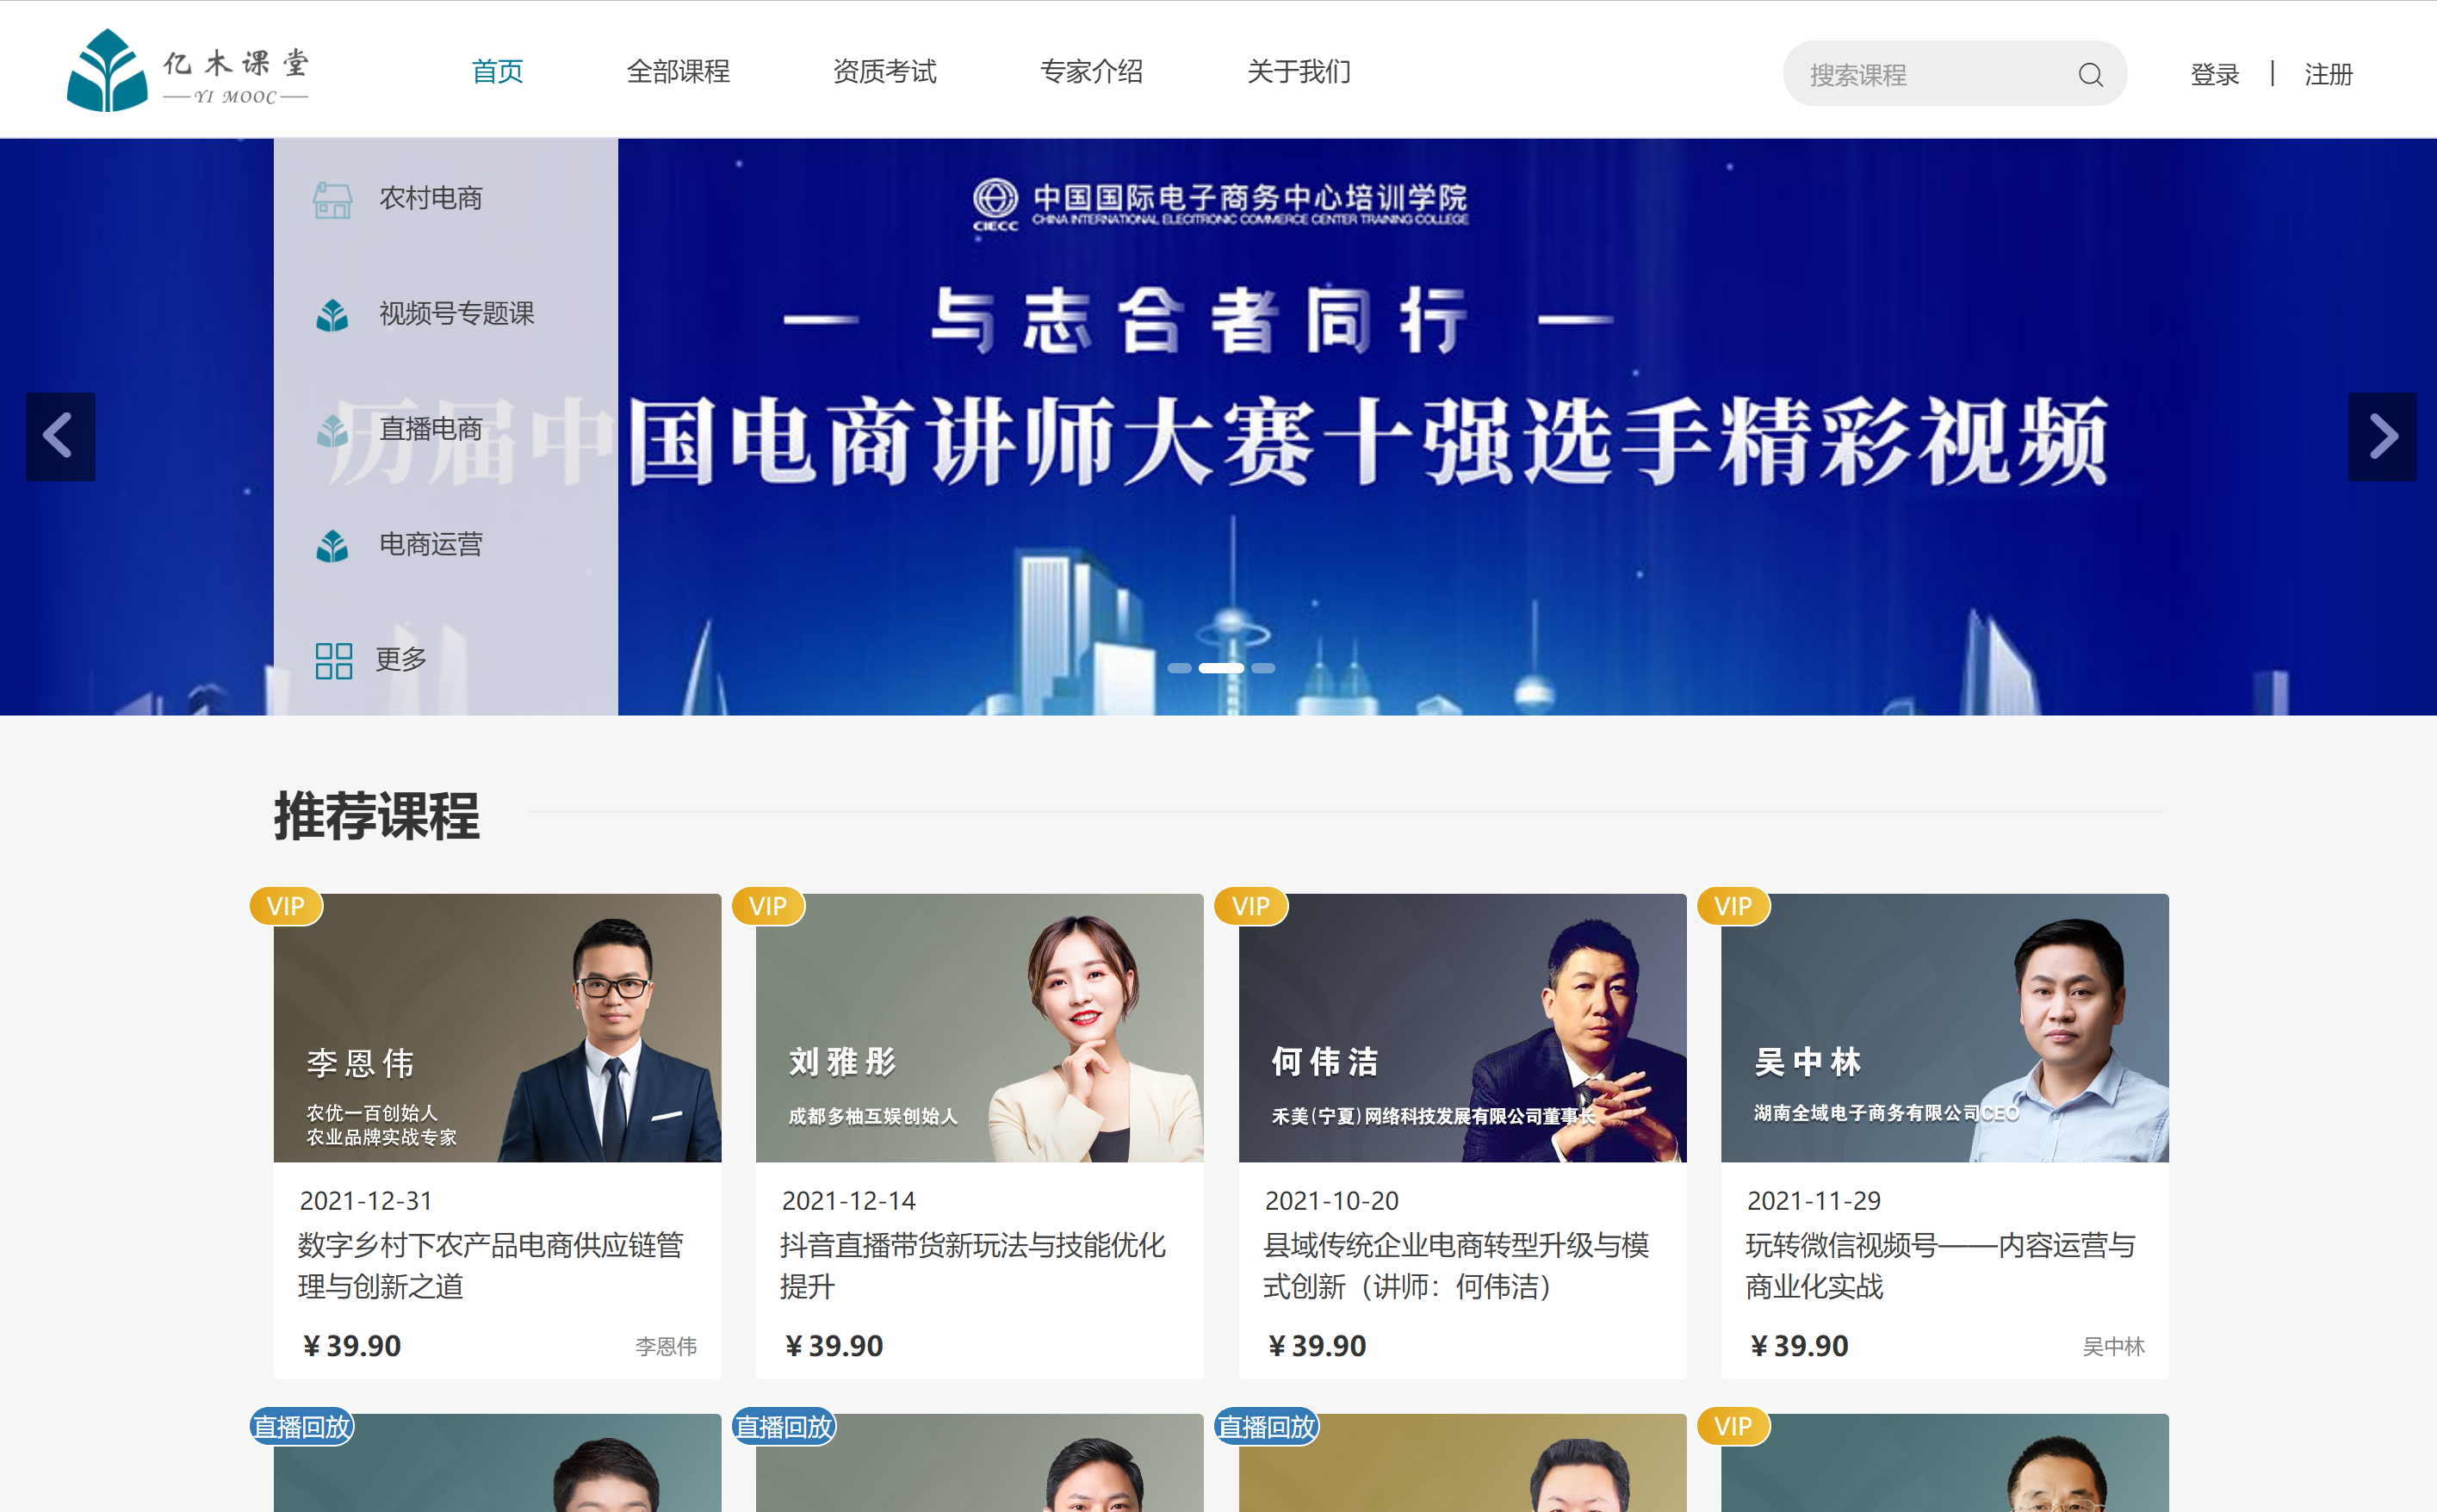 亿木课堂
YI MOOC
首页
全部课程
资质考试
专家介绍
关于我们
搜索课程
登录
注册
农村电商
视频号专题课
直播电商
电商运营
更多
CIECC
中国国际电子商务中心培训学院
CHINA INTERNATIONAL ELECITRONIC COMMERCE CENTER TRAINING COLLEGE
与志合者同行
历届中国电商讲师大赛十强选手精彩视频
推荐课程
VIP
李恩伟
农优一百创始人
农业品牌实战专家
2021-12-31
数字乡村下农产品电商供应链管
理与创新之道
¥ 39.90
李恩伟
VIP
刘雅彤
成都多柚互娱创始人
2021-12-14
抖音直播带货新玩法与技能优化
提升
¥ 39.90
VIP
何伟洁
禾美(宁夏)网络科技发展有限公司董事长
2021-10-20
县域传统企业电商转型升级与模
式创新（讲师：何伟洁）
¥ 39.90
VIP
吴中林
湖南全域电子商务有限公司CEO
2021-11-29
玩转微信视频号——内容运营与
商业化实战
¥ 39.90
吴中林
直播回放
直播回放
直播回放
VIP